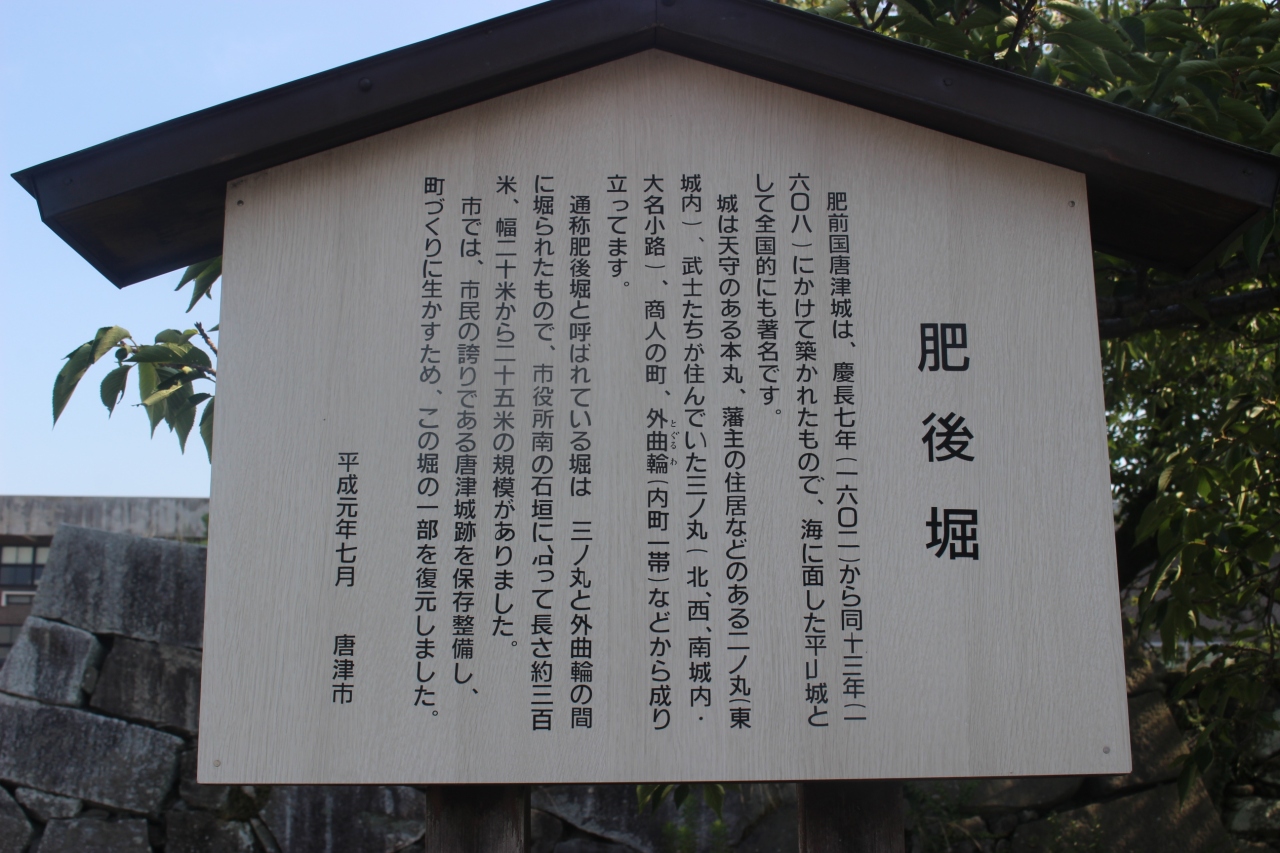 肥後堀
肥前国唐津城は、慶長七年(一六〇二)から同十三年(一
六〇八)にかけて築かれたもので、海に面した平山城と
して全国的にも著名です。
城は天守のある本丸、藩主の住居などのある二ノ丸(東
城内)、武士たちが住んでいた三ノ丸(北、西、南城内・
大名小路)、商人の町、外曲輪(内町一帯)などから成り
とぐるわ
立ってます。
通称肥後堀と呼ばれている堀は 三ノ丸と外曲輪の間
に掘られたもので、市役所南の石垣に沿って長さ約三百
米、幅二十米から二十五米の規模がありました。
市では、市民の誇りである唐津城跡を保存整備し、
町づくりに生かすため、この堀の一部を復元しました。
平成元年七月 唐津市